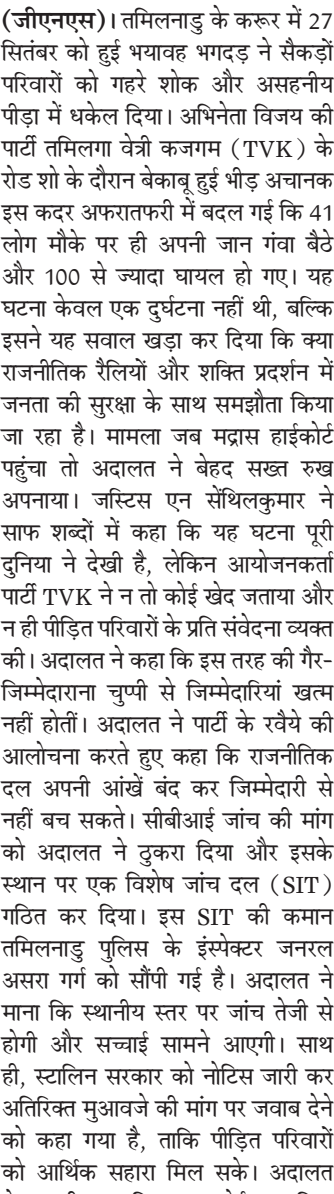 (जीएनएस)। तमिलनाडु के करूर में 27
सितंबर को हुई भयावह भगदड़ ने सैकड़ों
परिवारों को गहरे शोक और असहनीय
पीड़ा में धकेल दिया। अभिनेता विजय की
पार्टी तमिलगा वेत्री कजगम (TVK) के
रोड शो के दौरान बेकाबू हुई भीड़ अचानक
इस कदर अफरातफरी में बदल गई कि 41
लोग मौके पर ही अपनी जान गंवा बैठे
और 100 से ज्यादा घायल हो गए। यह
घटना केवल एक दुर्घटना नहीं थी, बल्कि
इसने यह सवाल खड़ा कर दिया कि क्या
राजनीतिक रैलियों और शक्ति प्रदर्शन में
जनता की सुरक्षा के साथ समझौता किया
जा रहा है। मामला जब मद्रास हाईकोर्ट
पहुंचा तो अदालत ने बेहद सख्त रुख
अपनाया। जस्टिस एन सेंथिलकुमार ने
साफ शब्दों में कहा कि यह घटना पूरी
दुनिया ने देखी है, लेकिन आयोजनकर्ता
पार्टी TVK ने न तो कोई खेद जताया और
न ही पीड़ित परिवारों के प्रति संवेदना व्यक्त
की। अदालत ने कहा कि इस तरह की गैर-
जिम्मेदाराना चुप्पी से जिम्मेदारियां खत्म
नहीं होतीं। अदालत ने पार्टी के रवैये की
आलोचना करते हुए कहा कि राजनीतिक
दल अपनी आंखें बंद कर जिम्मेदारी से
नहीं बच सकते। सीबीआई जांच की मांग
को अदालत ने ठुकरा दिया और इसके
स्थान पर एक विशेष जांच दल (SIT)
गठित कर दिया। इस SIT की कमान
तमिलनाडु पुलिस के इंस्पेक्टर जनरल
असरा गर्ग को सौंपी गई है। अदालत ने
माना कि स्थानीय स्तर पर जांच तेजी से
होगी और सच्चाई सामने आएगी। साथ
ही, स्टालिन सरकार को नोटिस जारी कर
अतिरिक्त मुआवजे की मांग पर जवाब देने
को कहा गया है, ताकि पीड़ित परिवारों
को आर्थिक सहारा मिल सके। अदालत